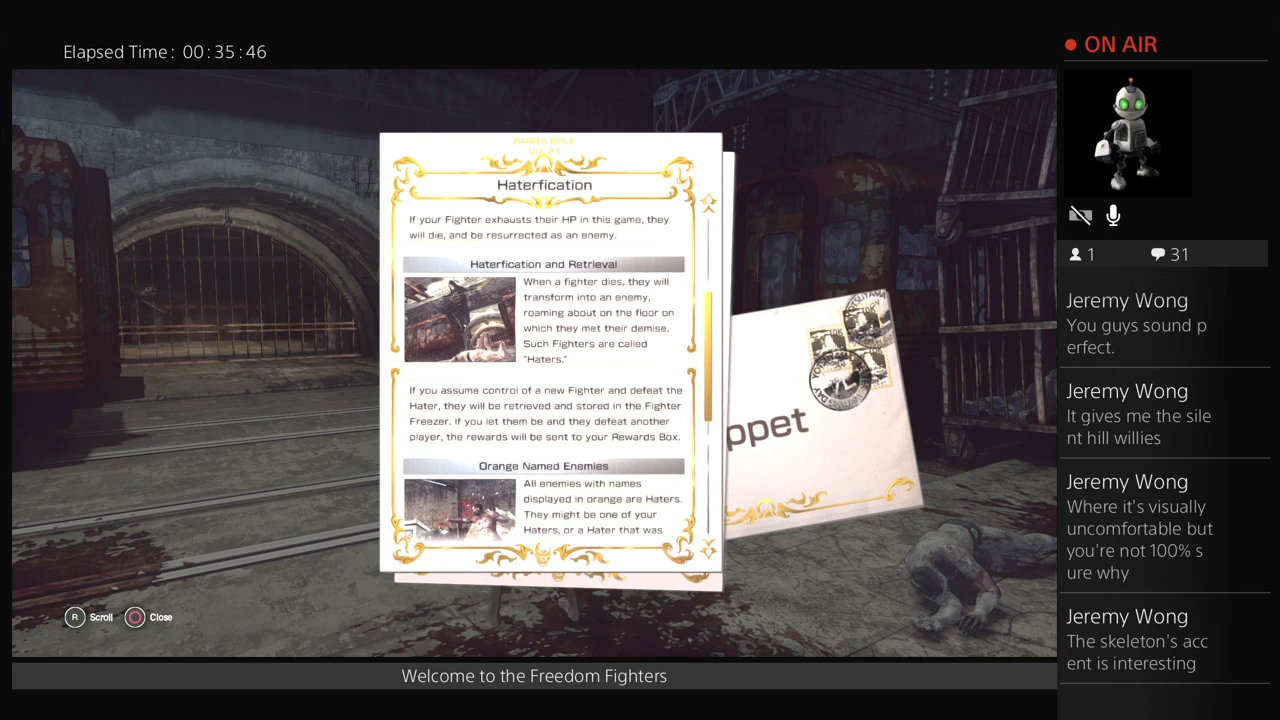 Elapsed Time: 00:35:46
ON AIR
BARBS BIBLE
Vol.21
Haterfication
If your Fighter exhausts their HP in this game, they
will die, and be resurrected as an enemy.
Haterfication and Retrieval
When a fighter dies, they will
transform into an enemy,
roaming about on the floor on
which they met their demise.
Such Fighters are called
"Haters."
If you assume control of a new Fighter and defeat the
Hater, they will be retrieved and stored in the Fighter
Freezer. If you let them be and they defeat another
player, the rewards will be sent to your Rewards Box.
Orange Named Enemies
All enemies with names
displayed in orange are Haters.
They might be one of your
Haters, or a Hater that was
ppet
R Scroll Close
Welcome to the Freedom Fighters
1 31
Jeremy Wong
You guys sound p
erfect.
Jeremy Wong
It gives me the sile
nt hill willies
Jeremy Wong
Where it's visually
uncomfortable but
you're not 100% s
ure why
Jeremy Wong
The skeleton's acc
ent is interesting